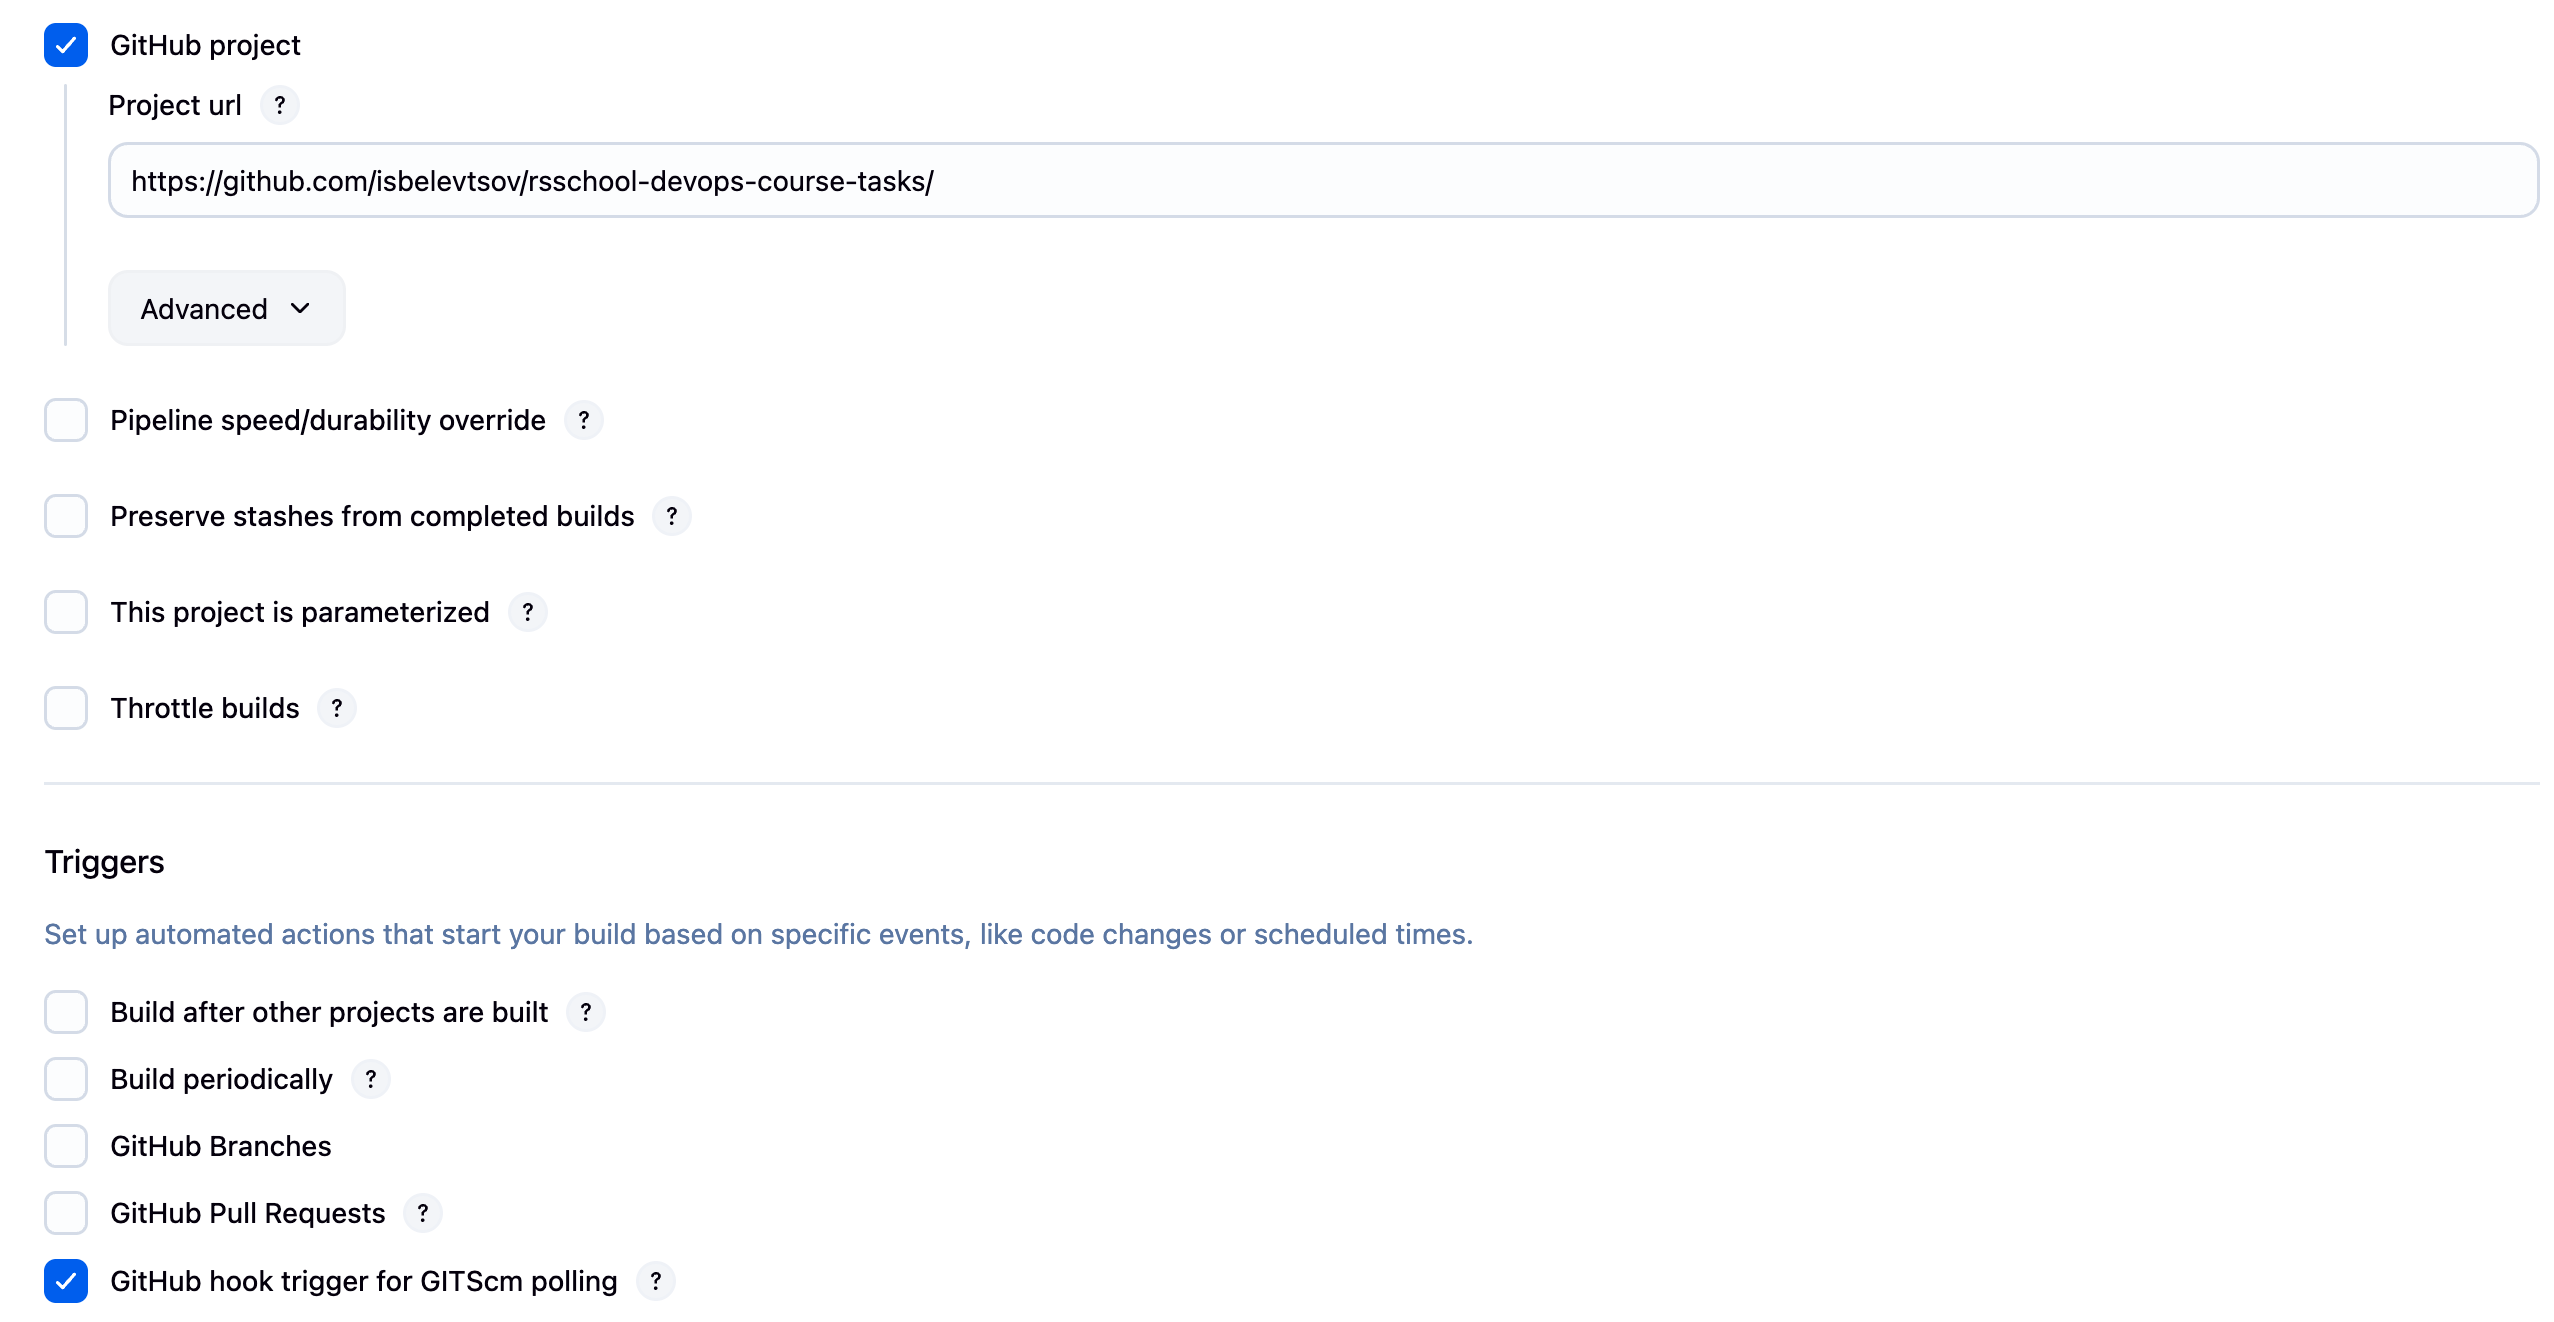 GitHub project
Project url ?
https://github.com/isbelevtsov/rsschool-devops-course-tasks/
Advanced
Pipeline speed/durability override ?
Preserve stashes from completed builds ?
This project is parameterized ?
Throttle builds ?
Triggers
Set up automated actions that start your build based on specific events, like code changes or scheduled times.
Build after other projects are built ?
Build periodically ?
GitHub Branches
GitHub Pull Requests ?
GitHub hook trigger for GITScm polling ?